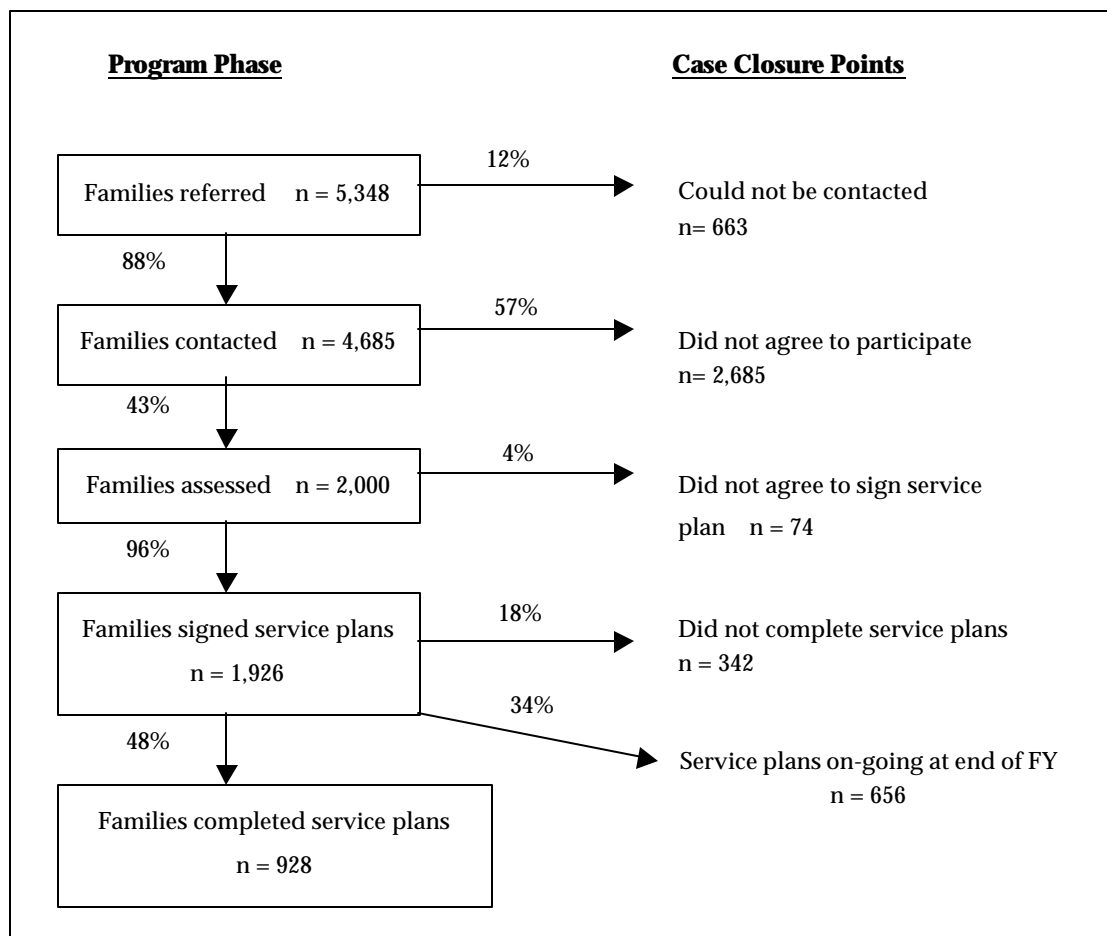 Program Phase
Case Closure Points
12%
Families referred n = 5,348
Could not be contacted
n= 663
88%
57%
Families contacted n = 4,685
Did not agree to participate
n= 2,685
43%
4%
Families assessed n = 2,000
Did not agree to sign service
plan n = 74
96%
18%
Families signed service plans
n = 1,926
Did not complete service plans
n = 342
34%
48%
Service plans on-going at end of FY
n = 656
Families completed service plans
n = 928